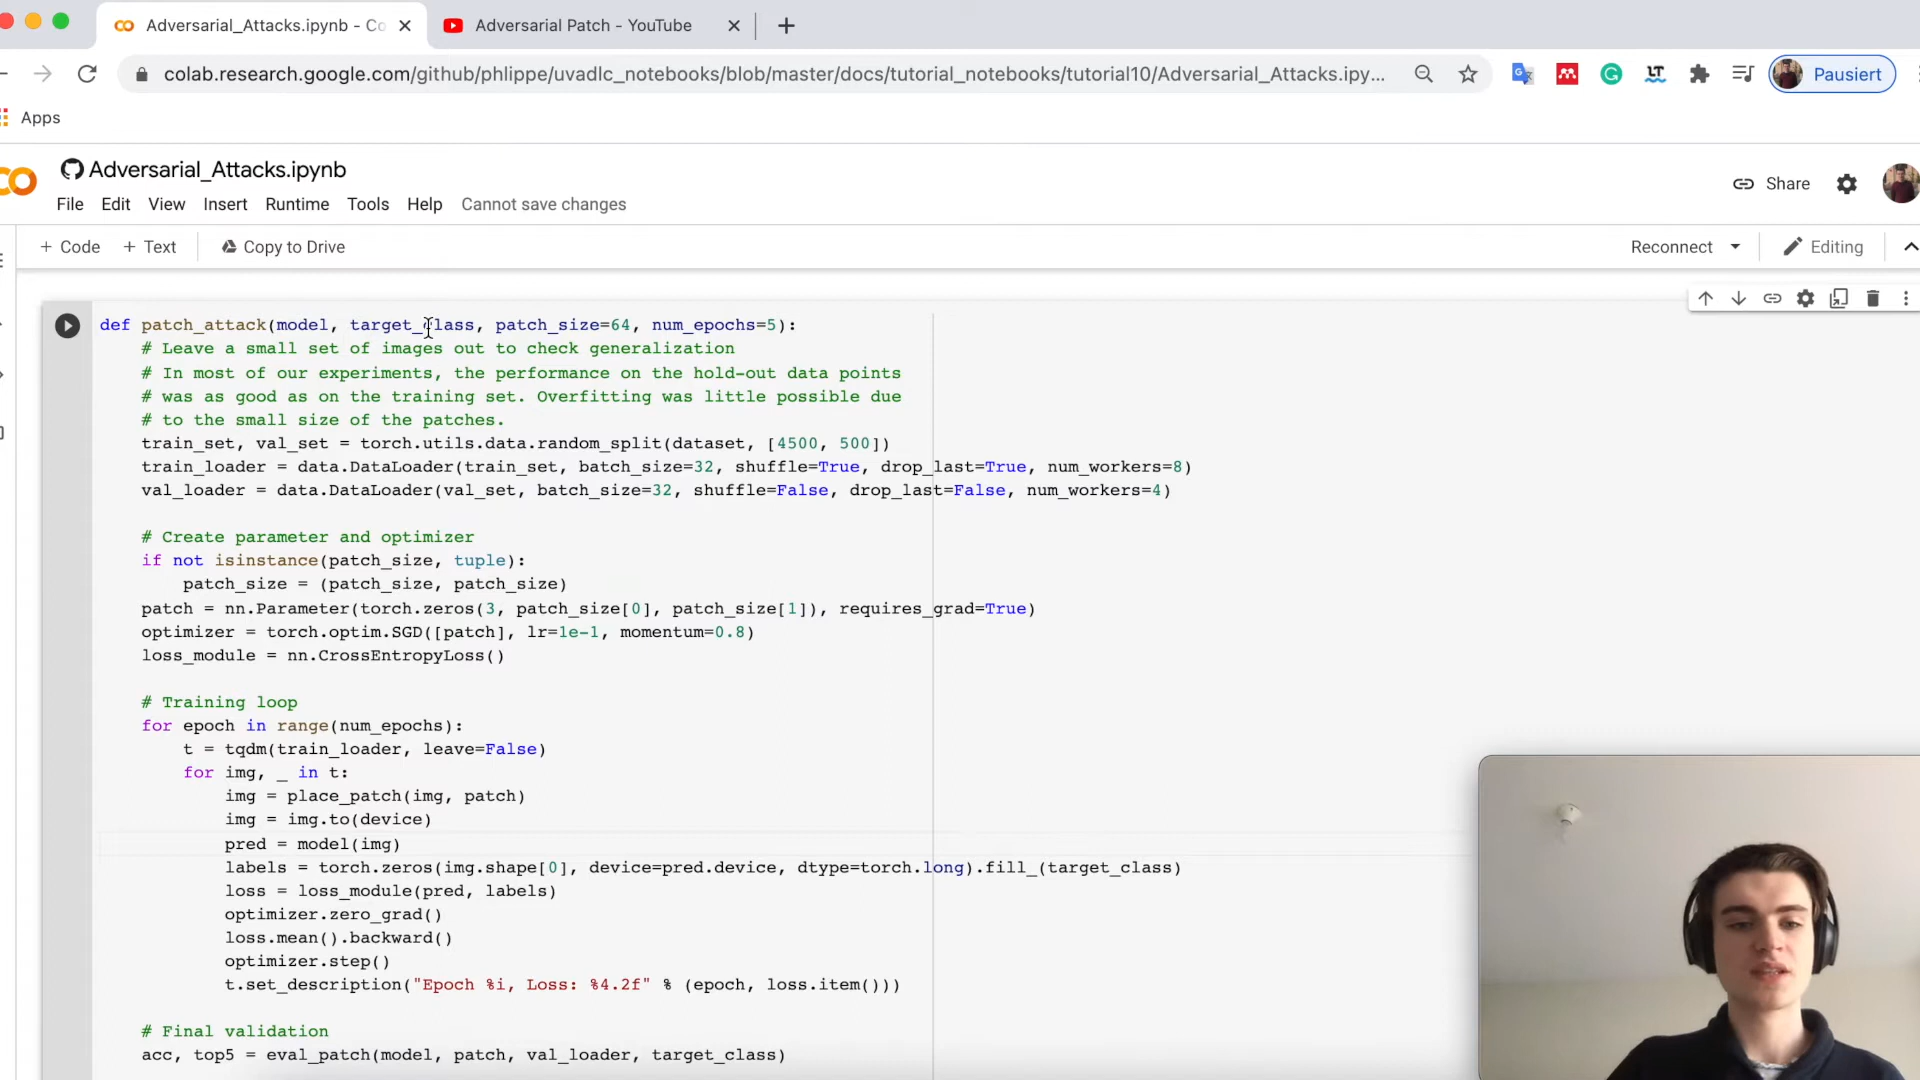 Adversarial_Attacks.ipynb - Co
Adversarial Patch - YouTube
colab.research.google.com/github/phlippe/uvadlc_notebooks/blob/master/docs/tutorial_notebooks/tutorial10/Adversarial_Attacks.ipy...
Pausiert
Apps
Adversarial_Attacks.ipynb
Share
File Edit View Insert Runtime Tools Help Cannot save changes
+ Code + Text Copy to Drive Reconnect Editing
def patch_attack(model, target_class, patch_size=64, num_epochs=5):
# Leave a small set of images out to check generalization
# In most of our experiments, the performance on the hold-out data points
# was as good as on the training set. Overfitting was little possible due
# to the small size of the patches.
train_set, val_set = torch.utils.data.random_split(dataset, [4500, 500])
train_loader = data.DataLoader(train_set, batch_size=32, shuffle=True, drop_last=True, num_workers=8)
val_loader = data.DataLoader(val_set, batch_size=32, shuffle=False, drop_last=False, num_workers=4)
# Create parameter and optimizer
if not isinstance(patch_size, tuple):
patch_size = (patch_size, patch_size)
patch = nn.Parameter(torch.zeros(3, patch_size[0], patch_size[1]), requires_grad=True)
optimizer = torch.optim.SGD([patch], lr=1e-1, momentum=0.8)
loss_module = nn.CrossEntropyLoss()
# Training loop
for epoch in range(num_epochs):
t = tqdm(train_loader, leave=False)
for img, _ in t:
img = place_patch(img, patch)
img = img.to(device)
pred = model(img)
labels = torch.zeros(img.shape[0], device=pred.device, dtype=torch.long).fill_(target_class)
loss = loss_module(pred, labels)
optimizer.zero_grad()
loss.mean().backward()
optimizer.step()
t.set_description("Epoch %i, Loss: %4.2f" % (epoch, loss.item()))
# Final validation
acc, top5 = eval_patch(model, patch, val_loader, target_class)